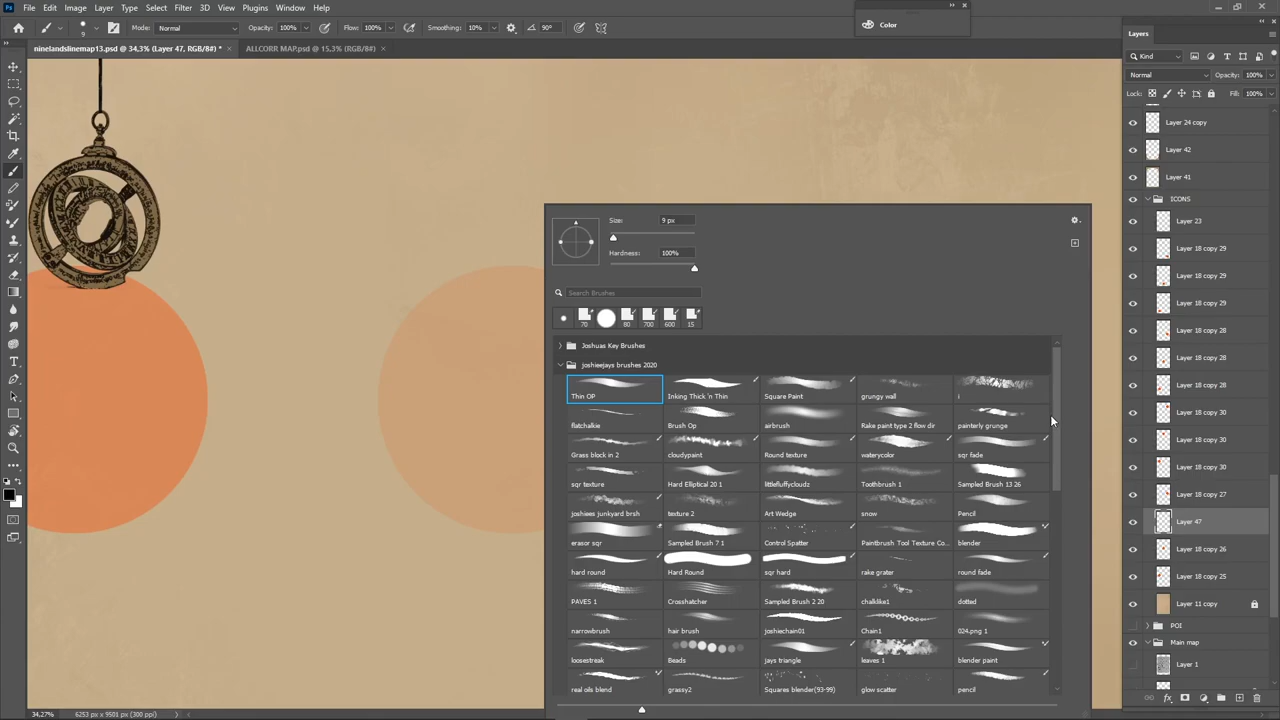 File Edit Image Layer Type Select Filter 3D View Plugins Window Help
Color
9 Mode: Normal Opacity: 100% Flow: 100% Smoothing: 10% 90°
ninelandslinemap13.psd @ 34,3% (Layer 47, RGB/8#) *
ALLCORR MAP.psd @ 15,3% (RGB/8#)
Layers
Kind
Normal Opacity: 100%
Lock: Fill: 100%
Layer 24 copy
Layer 42
Layer 41
ICONS
Layer 23
Layer 18 copy 29
Layer 18 copy 29
Layer 18 copy 29
Layer 18 copy 28
Layer 18 copy 28
Layer 18 copy 28
Layer 18 copy 30
Layer 18 copy 30
Layer 18 copy 30
Layer 18 copy 27
Layer 47
Layer 18 copy 26
Layer 18 copy 25
Layer 11 copy
POI
Main map
Layer 1
Size: 9 px
Hardness: 100%
Search Brushes
70 80 700 600 15
Joshuas Key Brushes
joshieejays brushes 2020
Thin OP Inking Thick 'n Thin Square Paint grungy wall i
flatchalkie Brush Op airbrush Rake paint type 2 flow dir painterly grunge
Grass block in 2 cloudypaint Round texture waterycolor sqr fade
sqr texture Hard Elliptical 20 1 littlefluffycloudz Toothbrush 1 Sampled Brush 13 26
joshiees junkyard brsh texture 2 Art Wedge snow Pencil
erasor sqr Sampled Brush 7 1 Control Spatter Paintbrush Tool Texture Co... blender
hard round Hard Round sqr hard rake grater round fade
PAVES 1 Crosshatcher Sampled Brush 2 20 chalklike1 dotted
narrowbrush hair brush joshiechain01 Chain1 024.png 1
loosestreak Beads jays triangle leaves 1 blender paint
real oils blend grassy2 Squares blender(93-99) glow scatter pencil
34,27% 6253 px x 9501 px (300 ppi)